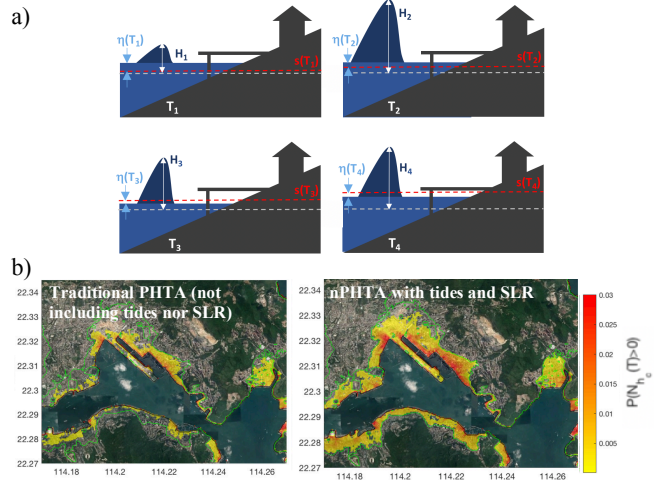 a)
η(T₁)
H₁
s(T₁)
T₁
η(T₂)
H₂
s(T₂)
T₂
η(T₃)
H₃
T₃
η(T₄)
H₄
s(T₄)
T₄
b)
Traditional PHTA (not
including tides nor SLR)
22.34
22.33
22.32
22.31
22.3
22.29
22.28
22.27
114.18
114.2
114.22
114.24
114.26
nPHTA with tides and SLR
22.34
22.33
22.32
22.31
22.3
22.29
22.28
22.27
114.18
114.2
114.22
114.24
114.26
0.03
0.025
0.02
0.015
0.01
0.005
P(N_{h_c}(T)>0)